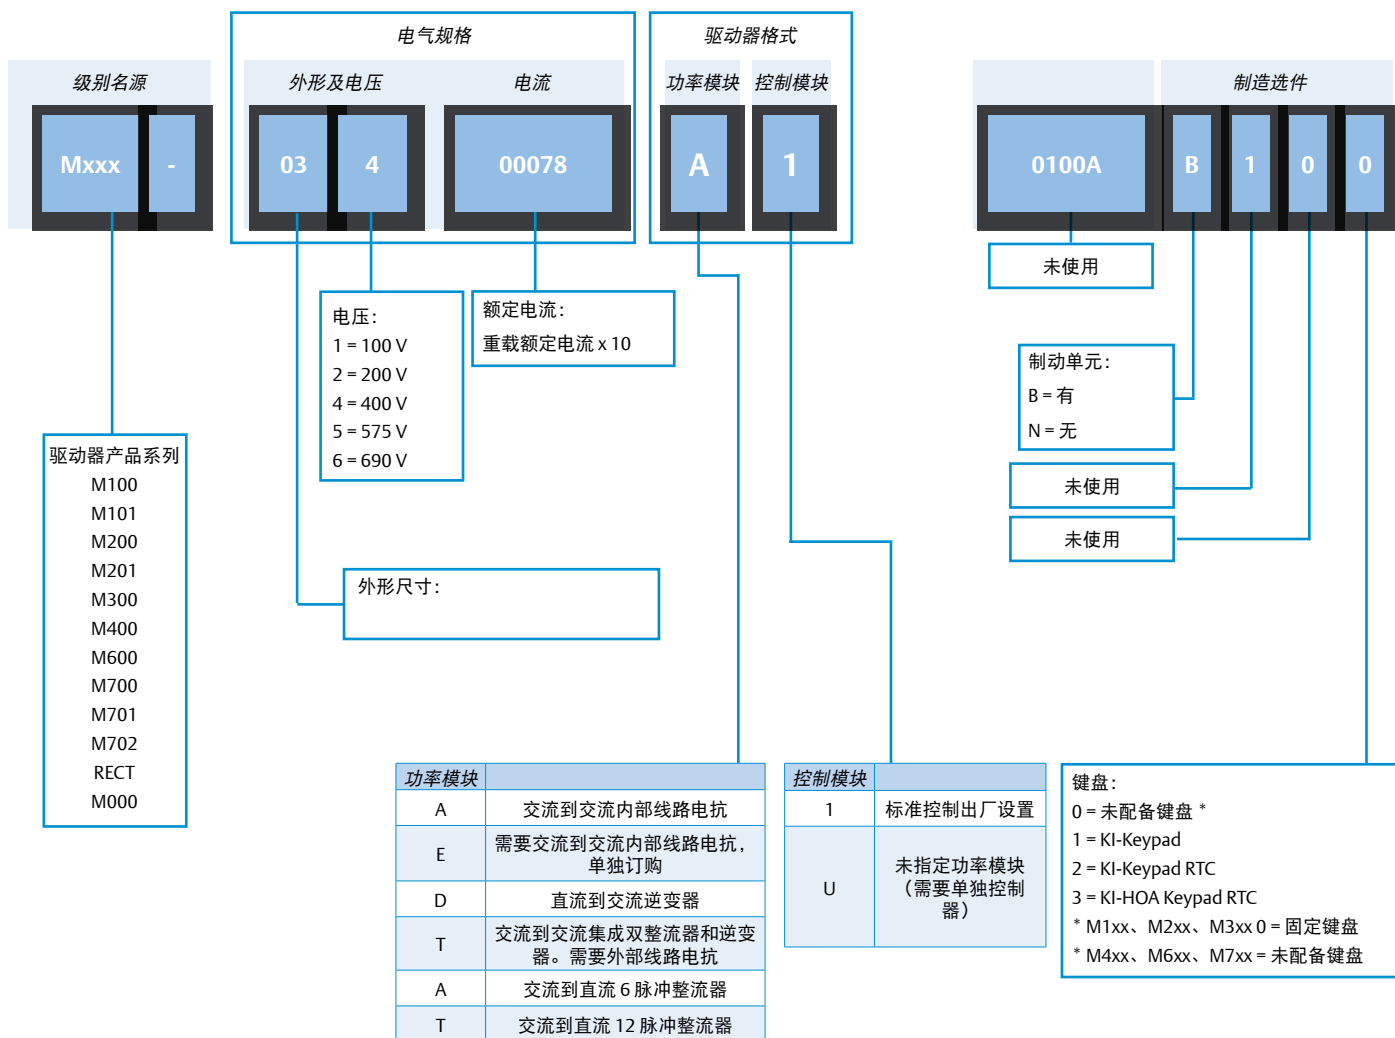 电气规格
驱动器格式
级别名源
外形及电压
电流
功率模块
控制模块
制造选件
Mxxx
-
03
4
00078
A
1
0100A
B
1
0
0
未使用
电压：
1 = 100 V
2 = 200 V
4 = 400 V
5 = 575 V
6 = 690 V
额定电流：
重载额定电流 x 10
制动单元：
B = 有
N = 无
未使用
未使用
驱动器产品系列
M100
M101
M200
M201
M300
M400
M600
M700
M701
M702
RECT
M000
外形尺寸：
功率模块
A 交流到交流内部线路电抗
E 需要交流到交流内部线路电抗，
单独订购
D 直流到交流逆变器
T 交流到交流集成双整流器和逆变
器。需要外部线路电抗
A 交流到直流 6 脉冲整流器
T 交流到直流 12 脉冲整流器
控制模块
1 标准控制出厂设置
U 未指定功率模块
（需要单独控制
器）
键盘：
0 = 未配备键盘 *
1 = KI-Keypad
2 = KI-Keypad RTC
3 = KI-HOA Keypad RTC
* M1xx、M2xx、M3xx 0 = 固定键盘
* M4xx、M6xx、M7xx = 未配备键盘